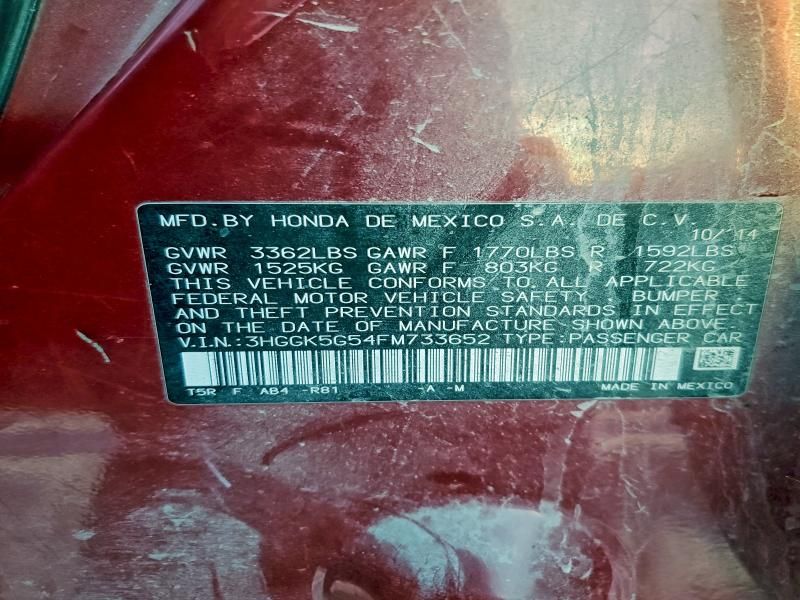 MFD.BY HONDA DE MEXICO S.A. DE C.V.
10/'14
GVWR 3362LBS GAWR F 1770LBS R 1592LBS
GVWR 1525KG GAWR F 803KG R 722KG
THIS VEHICLE CONFORMS TO ALL APPLICABLE
FEDERAL MOTOR VEHICLE SAFETY, BUMPER,
AND THEFT PREVENTION STANDARDS IN EFFECT
ON THE DATE OF MANUFACTURE SHOWN ABOVE.
V.I.N.:3HGGK5G54FM733652 TYPE:PASSENGER CAR
T5R F AB4 -R81 -A -M MADE IN MEXICO